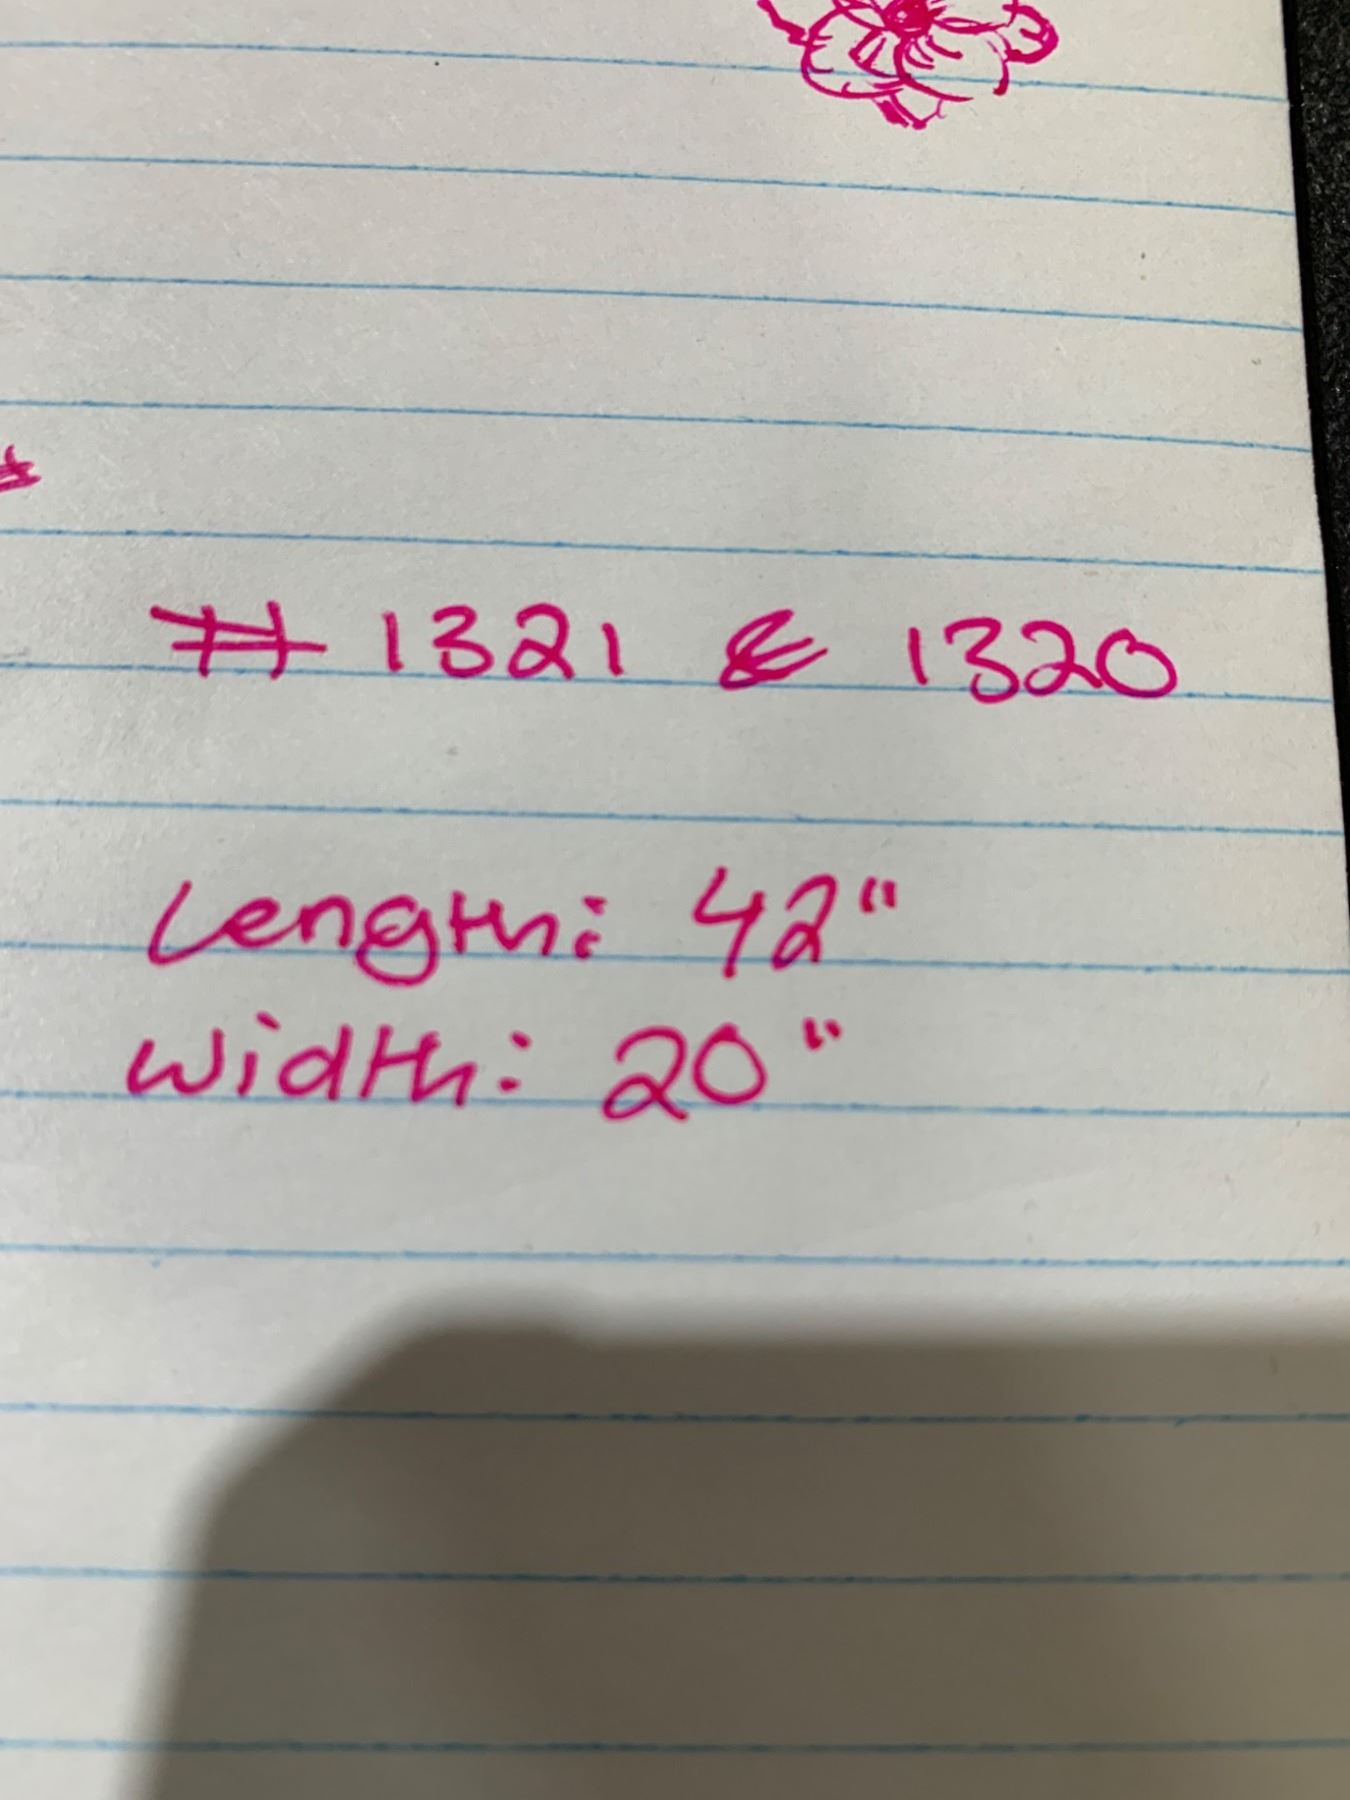 # 1321 & 1320
Length: 42"
Width: 20"